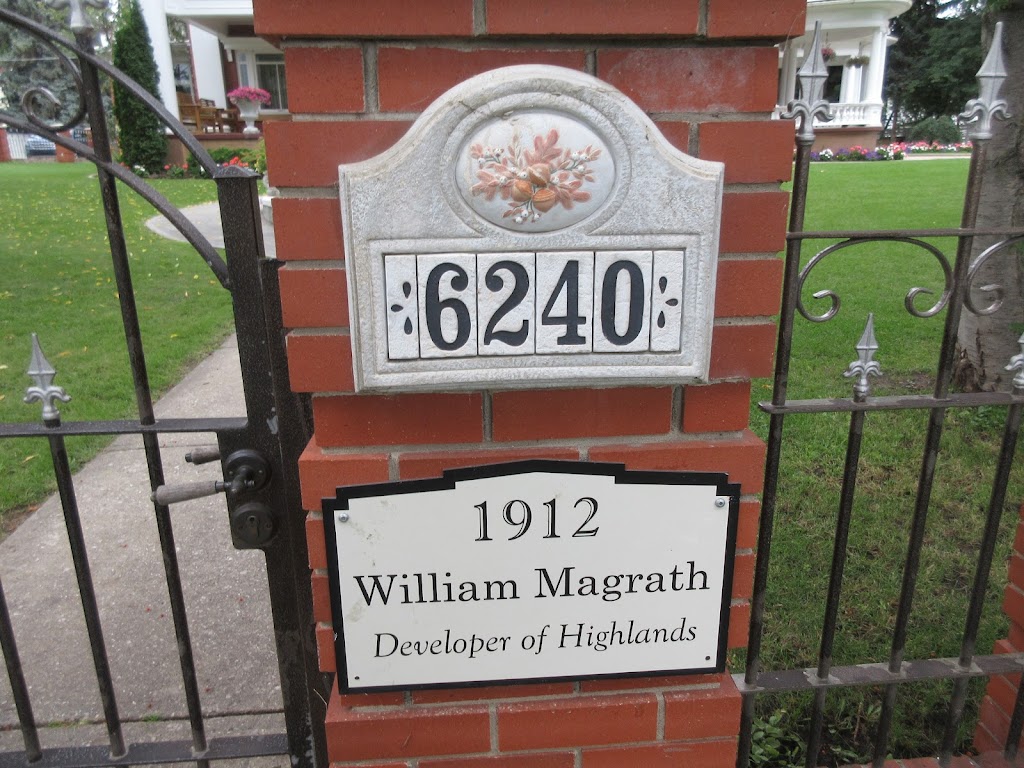 6240
1912
William Magrath
Developer of Highlands